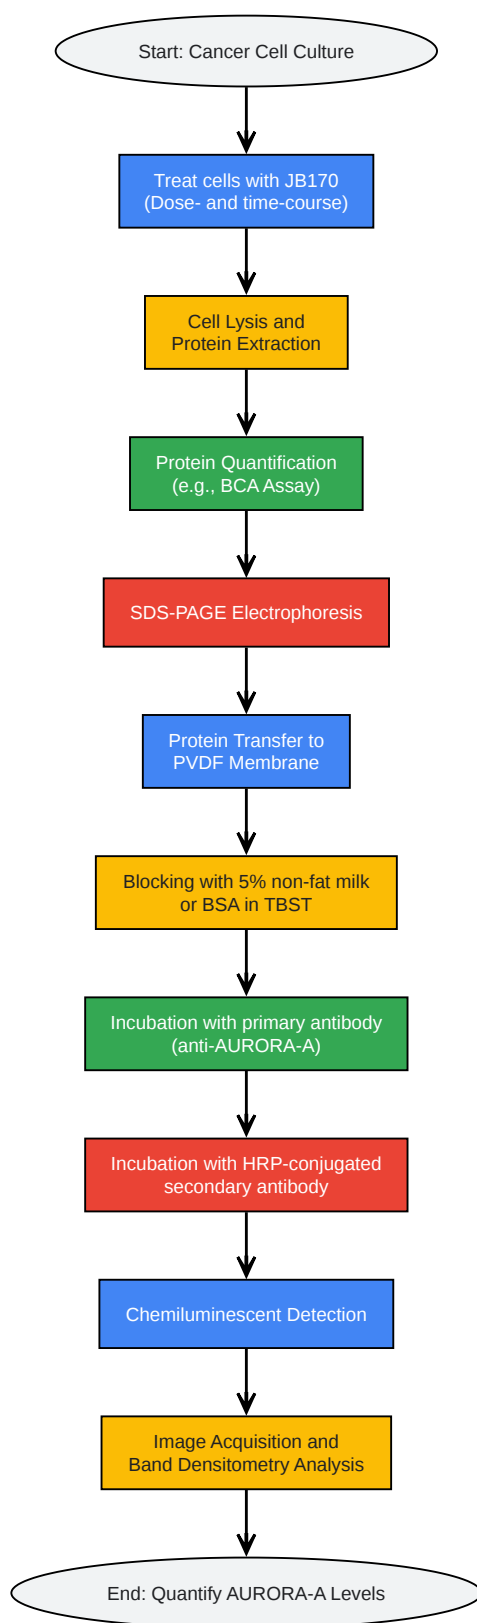 Start: Cancer Cell Culture
Treat cells with JB170
(Dose- and time-course)
Cell Lysis and
Protein Extraction
Protein Quantification
(e.g., BCA Assay)
SDS-PAGE Electrophoresis
Protein Transfer to
PVDF Membrane
Blocking with 5% non-fat milk
or BSA in TBST
Incubation with primary antibody
(anti-AURORA-A)
Incubation with HRP-conjugated
secondary antibody
Chemiluminescent Detection
Image Acquisition and
Band Densitometry Analysis
End: Quantify AURORA-A Levels